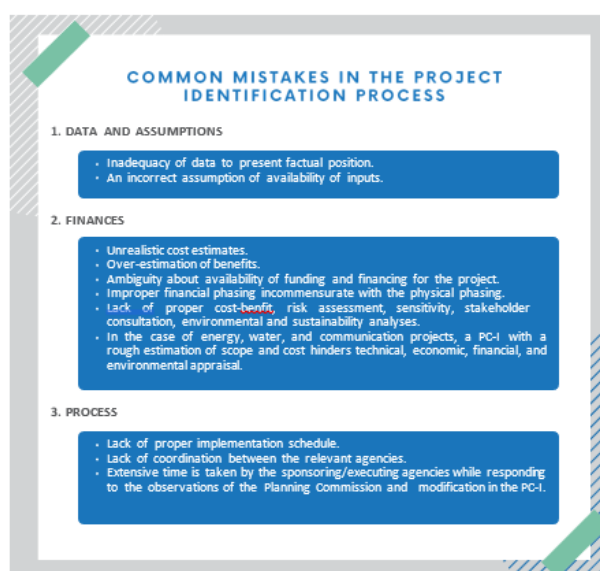 COMMON MISTAKES IN THE PROJECT
IDENTIFICATION PROCESS
1. DATA AND ASSUMPTIONS
• Inadequacy of data to present factual position.
• An incorrect assumption of availability of inputs.
2. FINANCES
• Unrealistic cost estimates.
• Over-estimation of benefits.
• Ambiguity about availability of funding and financing for the project.
• Improper financial phasing incommensurate with the physical phasing.
• Lack of proper cost-benfit, risk assessment, sensitivity, stakeholder
consultation, environmental and sustainability analyses.
• In the case of energy, water, and communication projects, a PC-I with a
rough estimation of scope and cost hinders technical, economic, financial, and
environmental appraisal.
3. PROCESS
• Lack of proper implementation schedule.
• Lack of coordination between the relevant agencies.
• Extensive time is taken by the sponsoring/executing agencies while responding
to the observations of the Planning Commission and modification in the PC-I.